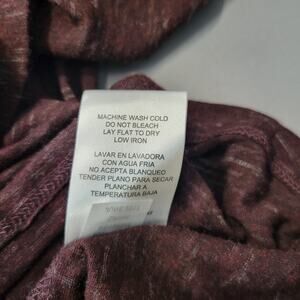 MACHINE WASH COLD
DO NOT BLEACH
LAY FLAT TO DRY
LOW IRON
LAVAR EN LAVADORA
CON AGUA FRIA
NO ACEPTA BLANQUEO
TENDER PLANO PARA SECAR
PLANCHAR A
TEMPERATURA BAJA